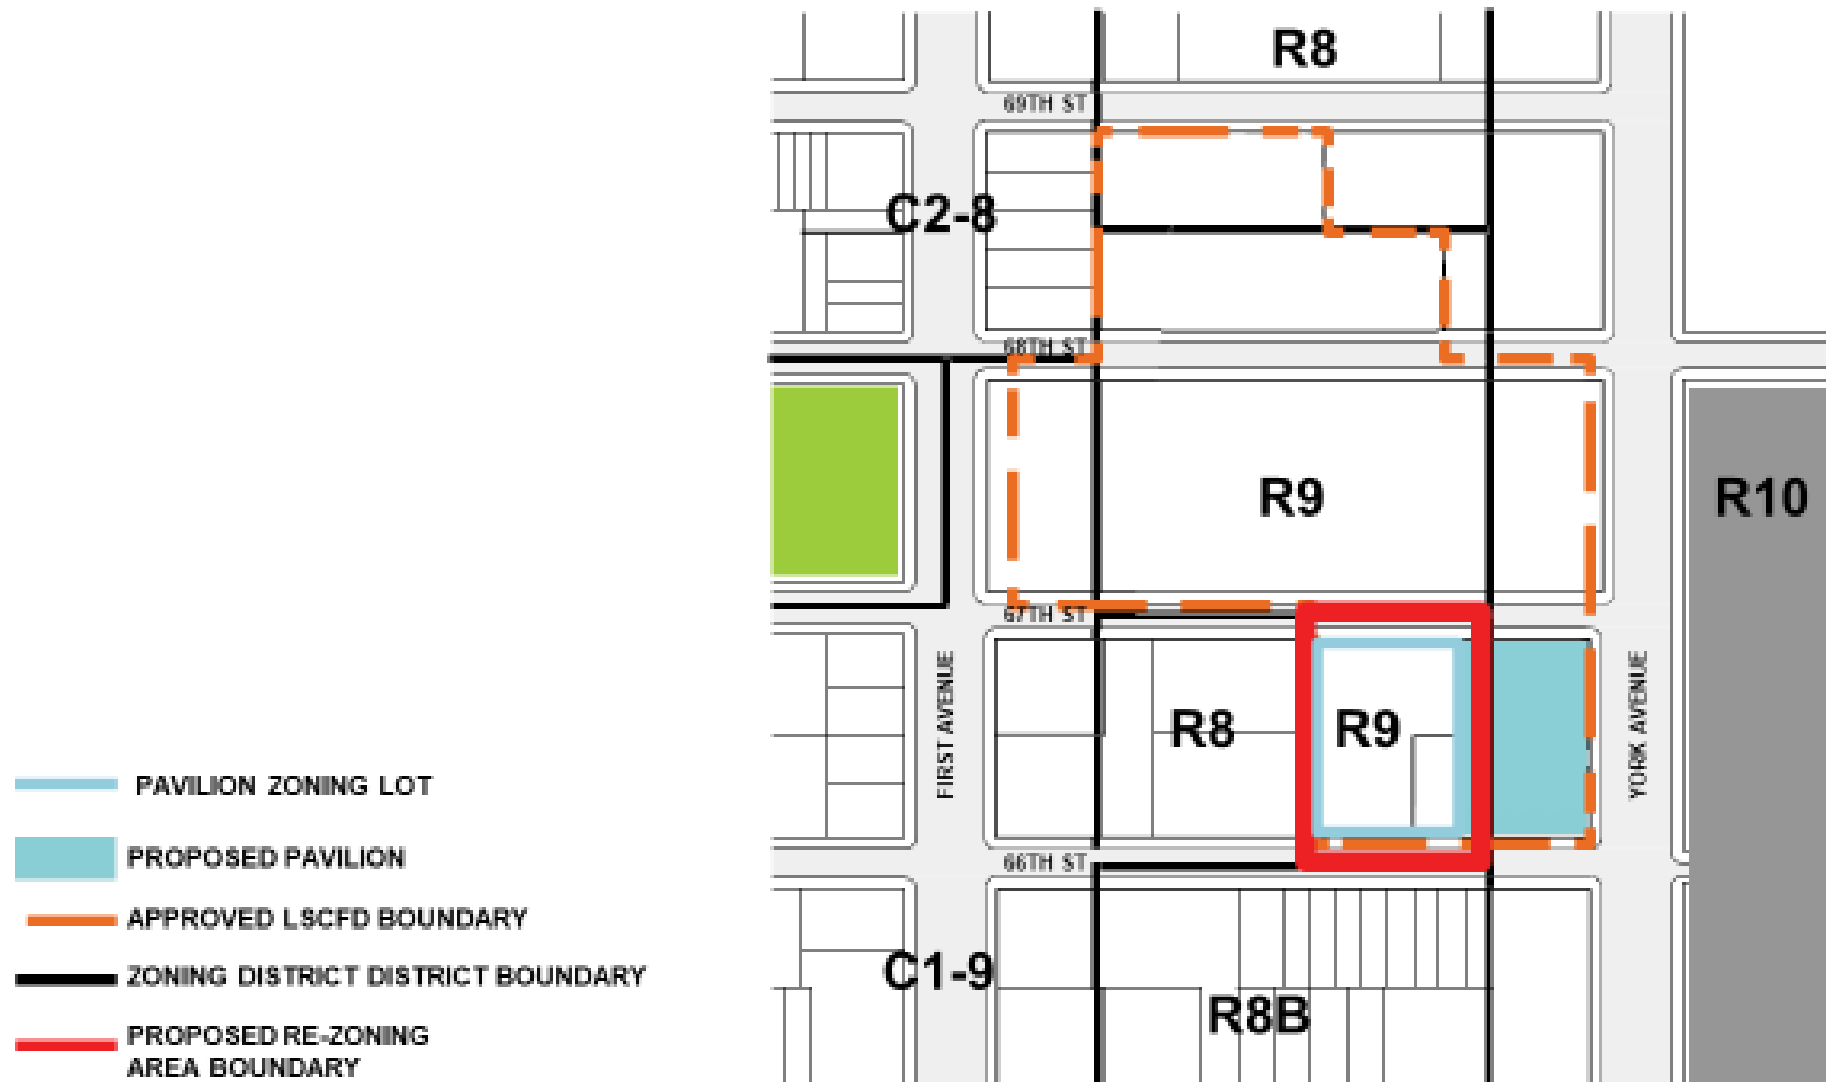 R8
69TH ST
C2-8
68TH ST
R9
R10
67TH ST
FIRST AVENUE
R8
R9
YORK AVENUE
66TH ST
C1-9
R8B
PAVILION ZONING LOT
PROPOSED PAVILION
APPROVED LSCFD BOUNDARY
ZONING DISTRICT DISTRICT BOUNDARY
PROPOSED RE-ZONING
AREA BOUNDARY